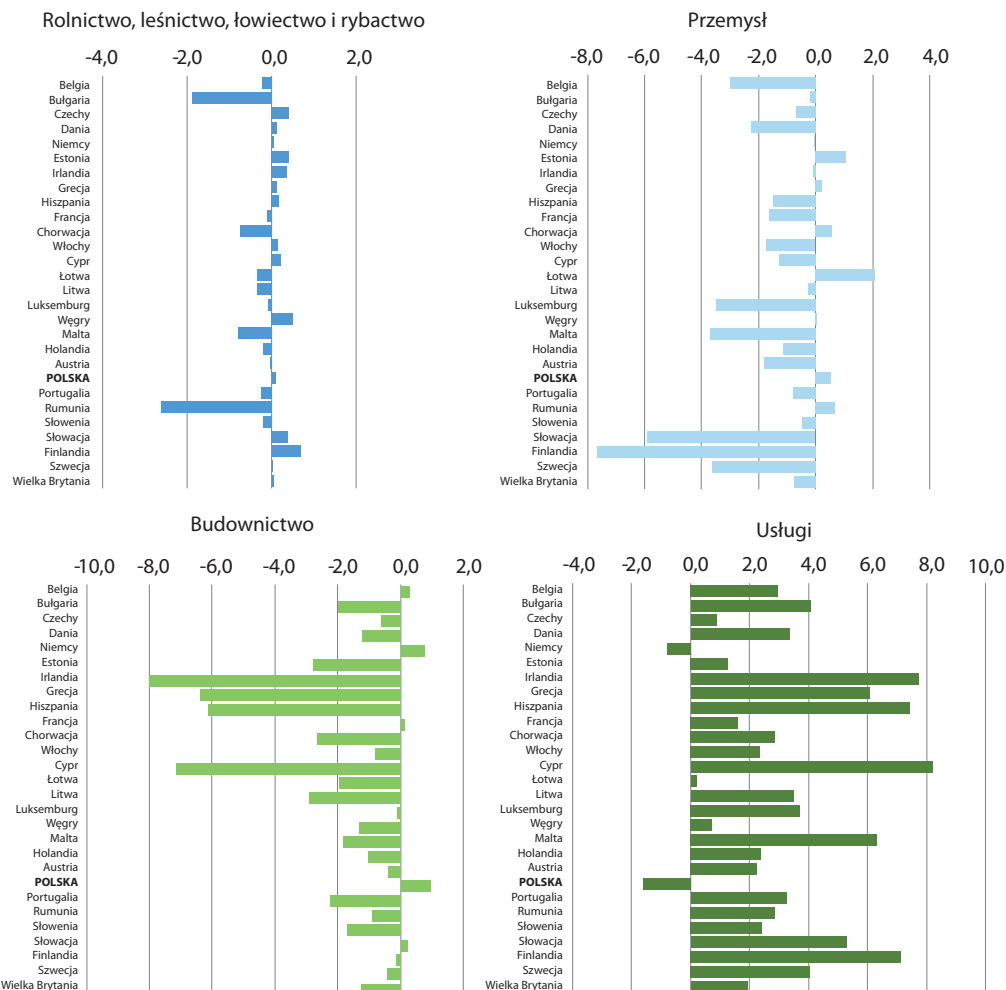 Rolnictwo, leśnictwo, łowiectwo i rybactwo
-4,0 -2,0 0,0 2,0
Belgia
Bułgaria
Czechy
Dania
Niemcy
Estonia
Irlandia
Grecja
Hiszpania
Francja
Chorwacja
Włochy
Cypr
Łotwa
Litwa
Luksemburg
Węgry
Malta
Holandia
Austria
POLSKA
Portugalia
Rumunia
Słowenia
Słowacja
Finlandia
Szwecja
Wielka Brytania
Przemysł
-8,0 -6,0 -4,0 -2,0 0,0 2,0 4,0
Belgia
Bułgaria
Czechy
Dania
Niemcy
Estonia
Irlandia
Grecja
Hiszpania
Francja
Chorwacja
Włochy
Cypr
Łotwa
Litwa
Luksemburg
Węgry
Malta
Holandia
Austria
POLSKA
Portugalia
Rumunia
Słowenia
Słowacja
Finlandia
Szwecja
Wielka Brytania
Budownictwo
-10,0 -8,0 -6,0 -4,0 -2,0 0,0 2,0
Belgia
Bułgaria
Czechy
Dania
Niemcy
Estonia
Irlandia
Grecja
Hiszpania
Francja
Chorwacja
Włochy
Cypr
Łotwa
Litwa
Luksemburg
Węgry
Malta
Holandia
Austria
POLSKA
Portugalia
Rumunia
Słowenia
Słowacja
Finlandia
Szwecja
Wielka Brytania
Usługi
-4,0 -2,0 0,0 2,0 4,0 6,0 8,0 10,0
Belgia
Bułgaria
Czechy
Dania
Niemcy
Estonia
Irlandia
Grecja
Hiszpania
Francja
Chorwacja
Włochy
Cypr
Łotwa
Litwa
Luksemburg
Węgry
Malta
Holandia
Austria
POLSKA
Portugalia
Rumunia
Słowenia
Słowacja
Finlandia
Szwecja
Wielka Brytania